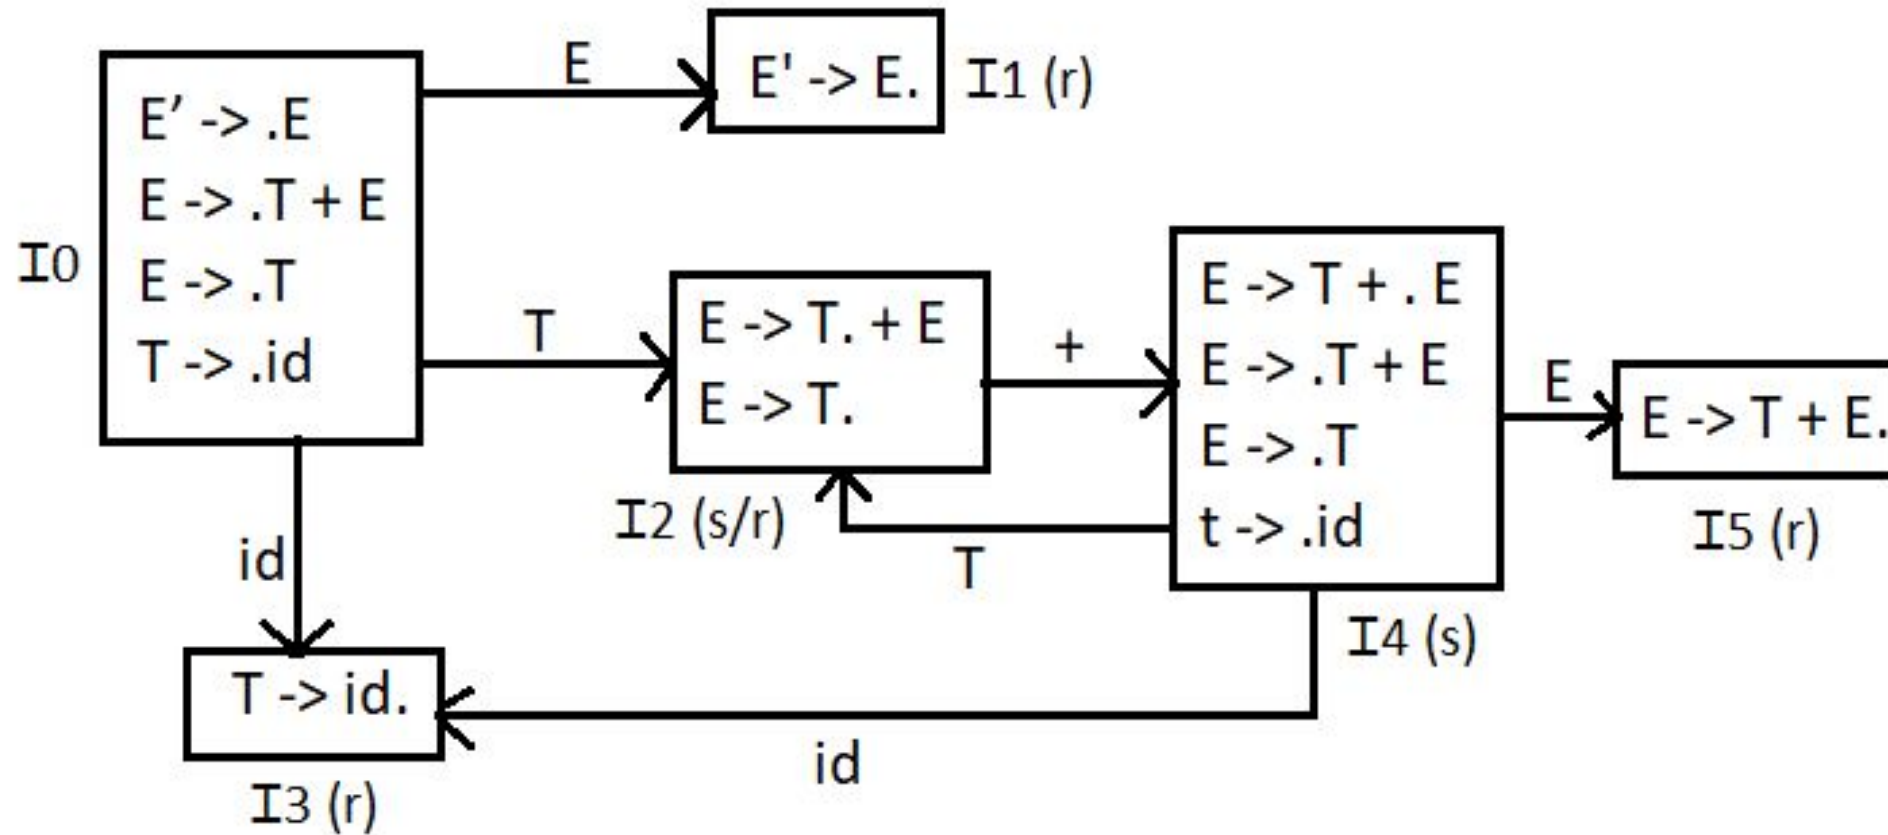 I0
E’ -> .E
E -> .T + E
E -> .T
T -> .id
E
E' -> E.
I1 (r)
T
E -> T. + E
E -> T.
I2 (s/r)
+
E -> T + . E
E -> .T + E
E -> .T
t -> .id
I4 (s)
E
E -> T + E.
I5 (r)
T
id
T -> id.
I3 (r)
id